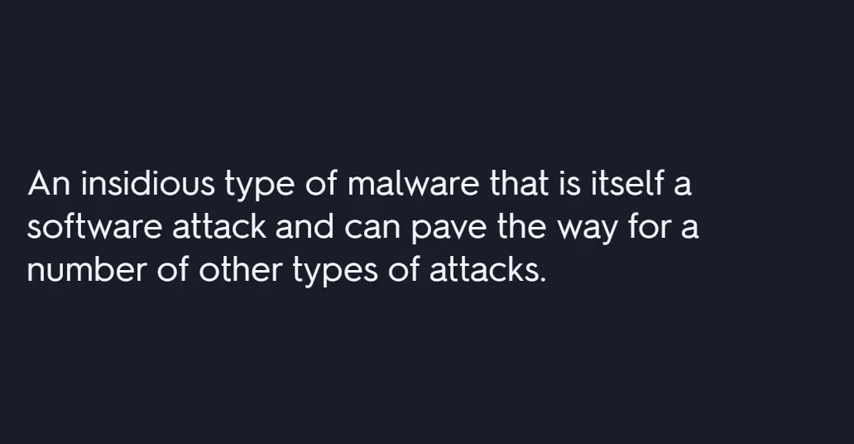 An insidious type of malware that is itself a
software attack and can pave the way for a
number of other types of attacks.